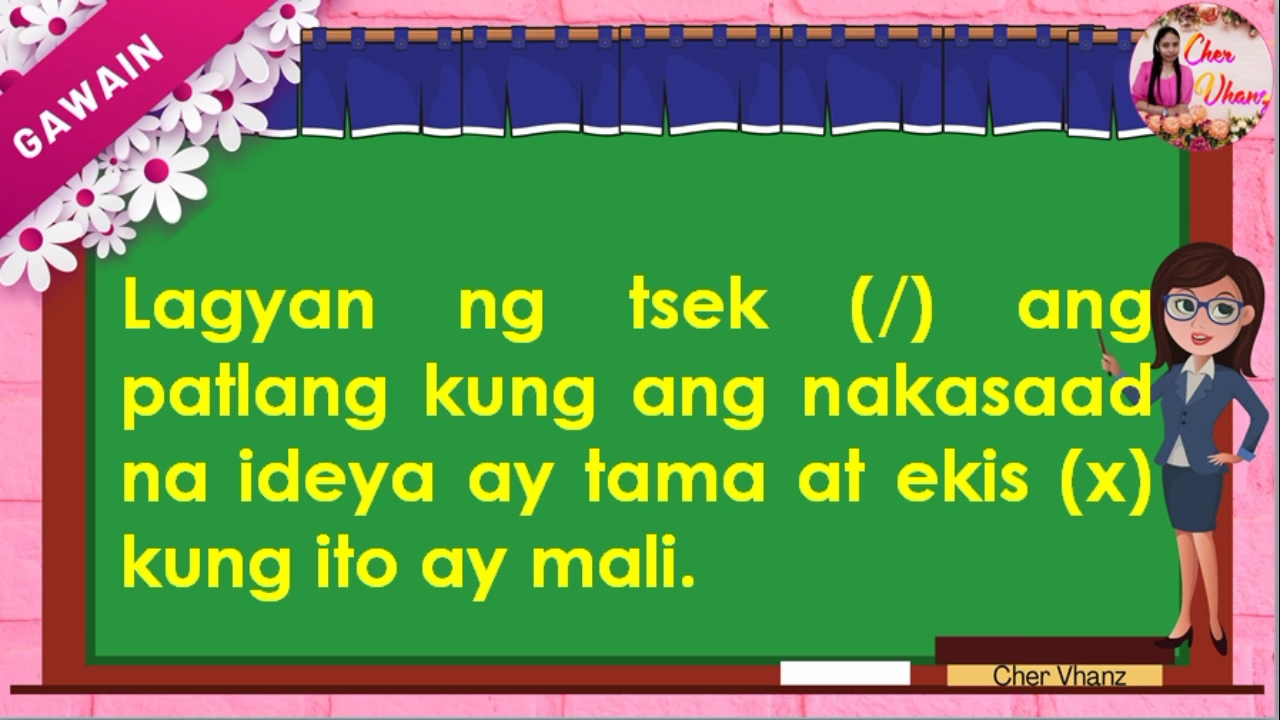 GAWAIN
Cher
Vhanz
Lagyan ng tsek (/) ang
patlang kung ang nakasaad
na ideya ay tama at ekis (x)
kung ito ay mali.
Cher Vhanz